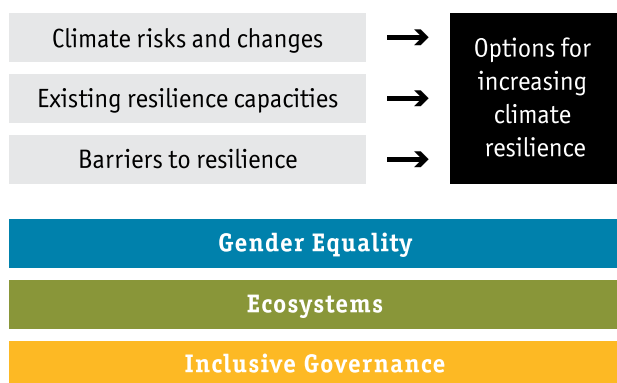 Climate risks and changes
Existing resilience capacities
Barriers to resilience
Options for
increasing
climate
resilience
Gender Equality
Ecosystems
Inclusive Governance